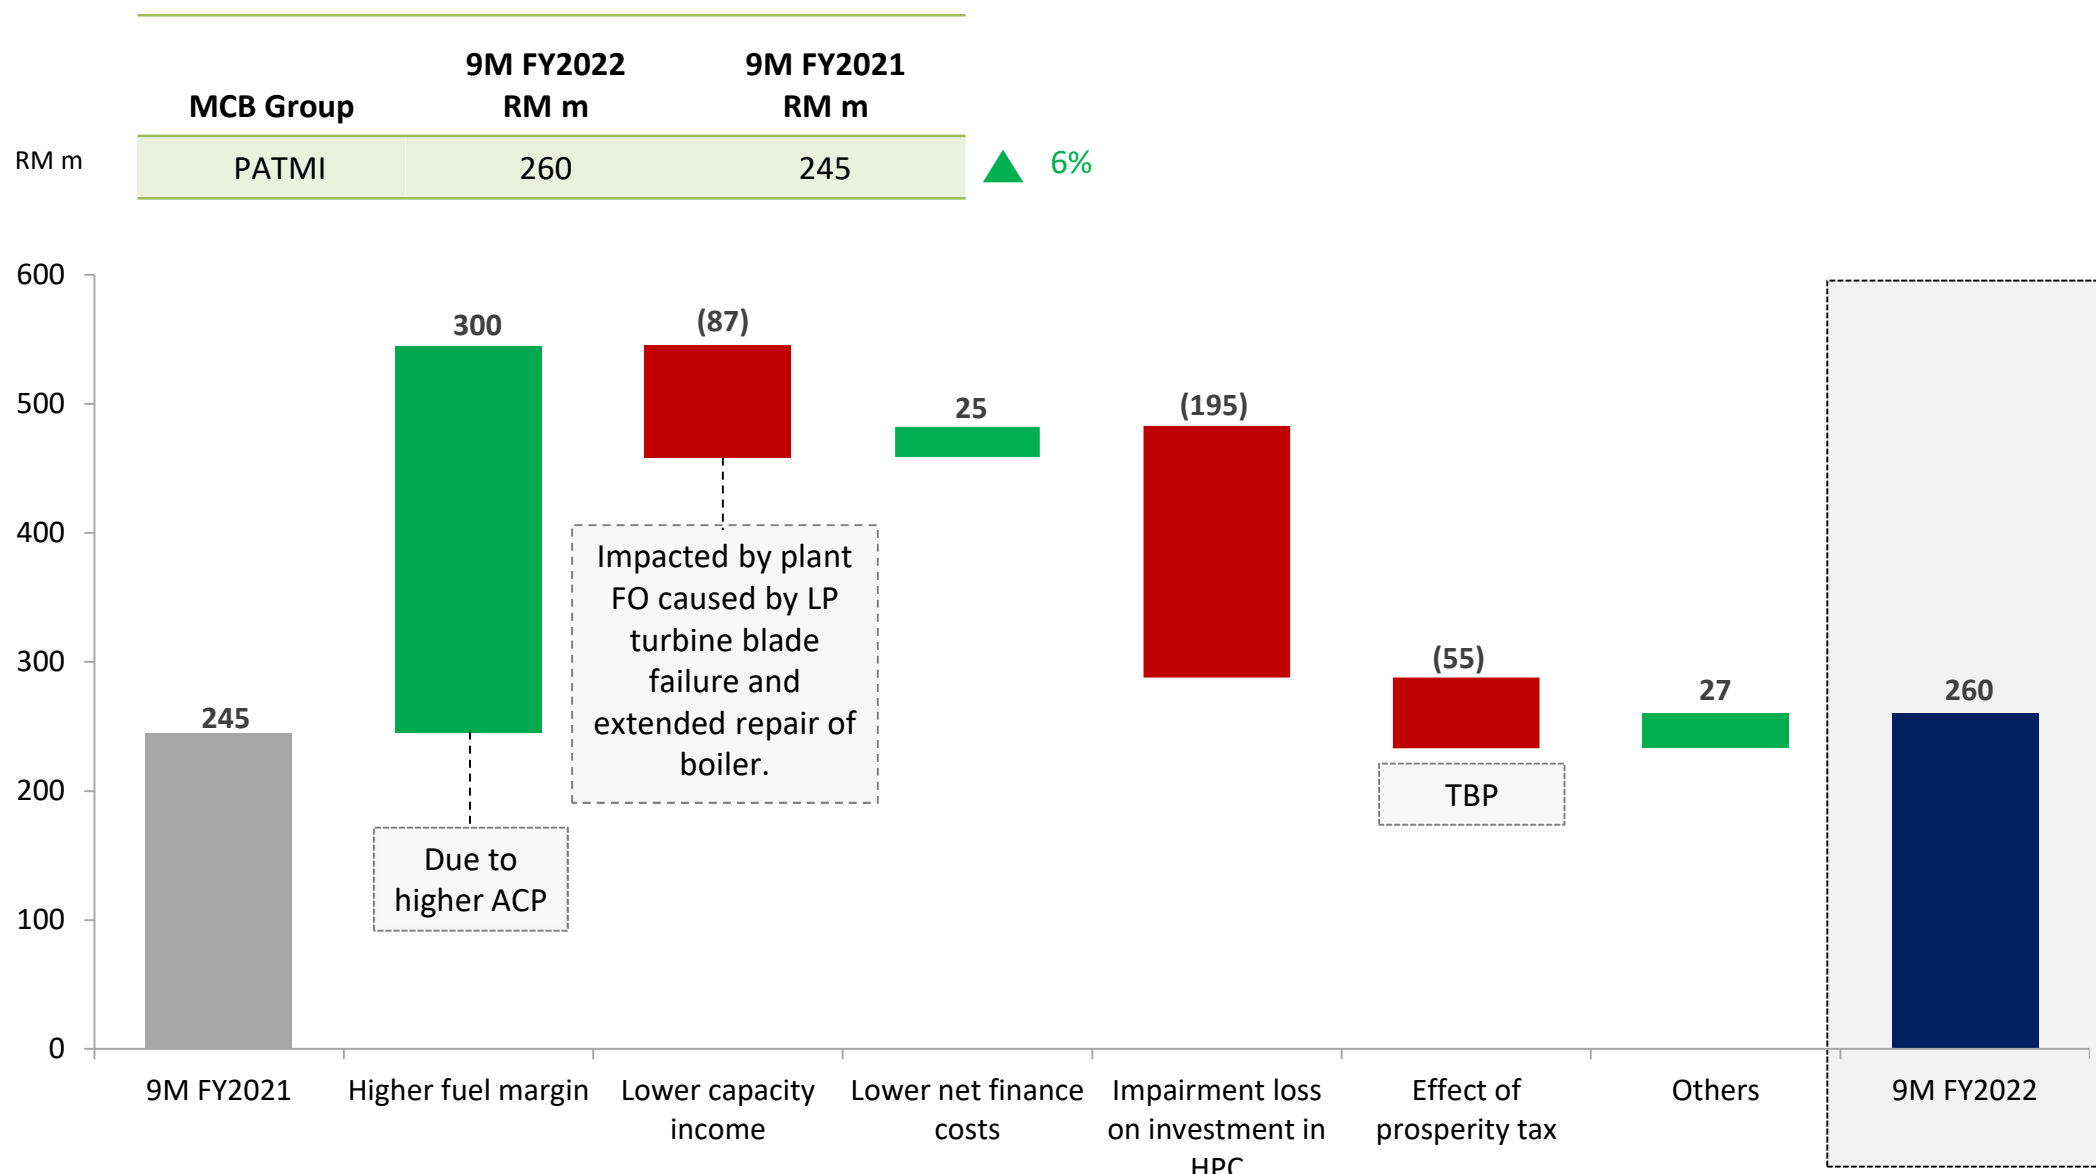 9M FY2022 9M FY2021
MCB Group RM m RM m
RM m PATMI 260 245 6%
600
500
400
300
200
100
0
245
300
(87)
25
(195)
(55)
27
260
Due to
higher ACP
Impacted by plant
FO caused by LP
turbine blade
failure and
extended repair of
boiler.
TBP
9M FY2021
Higher fuel margin
Lower capacity
income
Lower net finance
costs
Impairment loss
on investment in
HPC
Effect of
prosperity tax
Others
9M FY2022